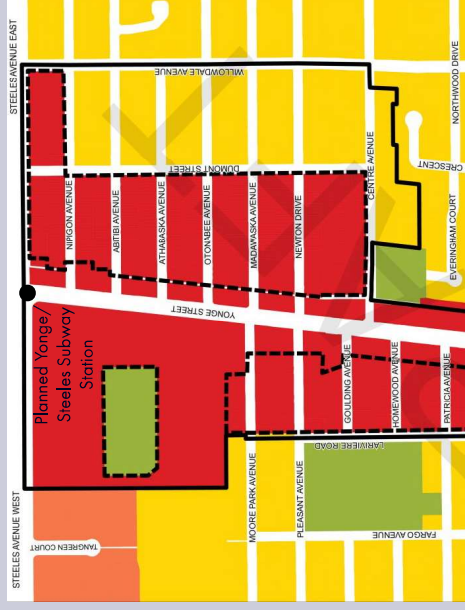 STEELES AVENUE EAST
WILLOWDALE AVENUE
NORTHWOOD DRIVE
CRESCENT
DUMONT STREET
CENTRE AVENUE
NIPIGON AVENUE
ABITIBI AVENUE
ATHABASKA AVENUE
OTONABEE AVENUE
MADAWASKA AVENUE
NEWTON DRIVE
EVERINGHAM COURT
YONGE STREET
Planned Yonge/
Steeles Subway
Station
GOULDING AVENUE
HOMEWOOD AVENUE
PATRICIA AVENUE
LARIVIERE ROAD
STEELES AVENUE WEST
MOORE PARK AVENUE
PLEASANT AVENUE
TANGREEN COURT
FARGO AVENUE